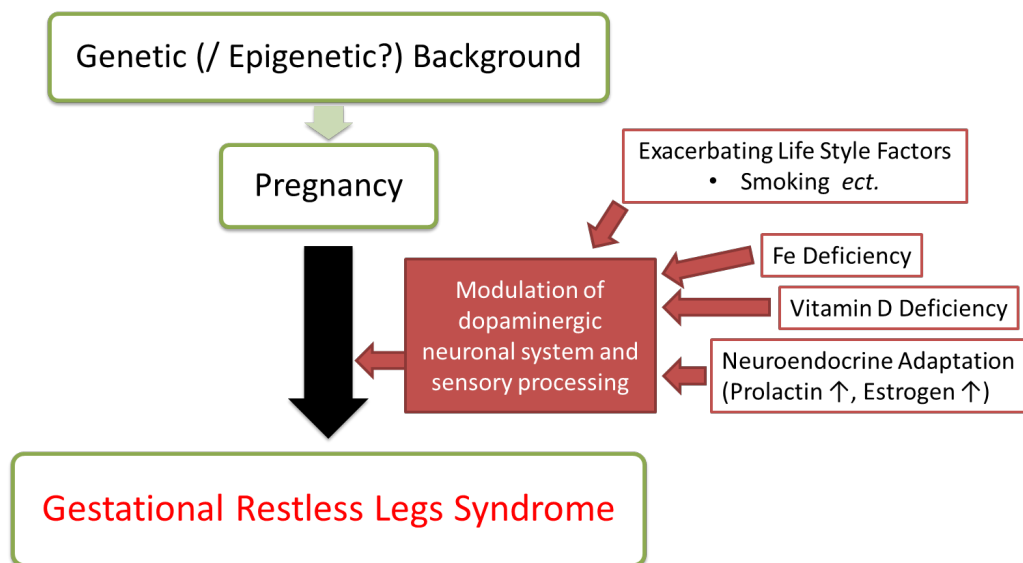 Genetic (/ Epigenetic?) Background
Pregnancy
Exacerbating Life Style Factors
• Smoking ect.
Fe Deficiency
Vitamin D Deficiency
Neuroendocrine Adaptation
(Prolactin ↑, Estrogen ↑)
Modulation of
dopaminergic
neuronal system and
sensory processing
Gestational Restless Legs Syndrome